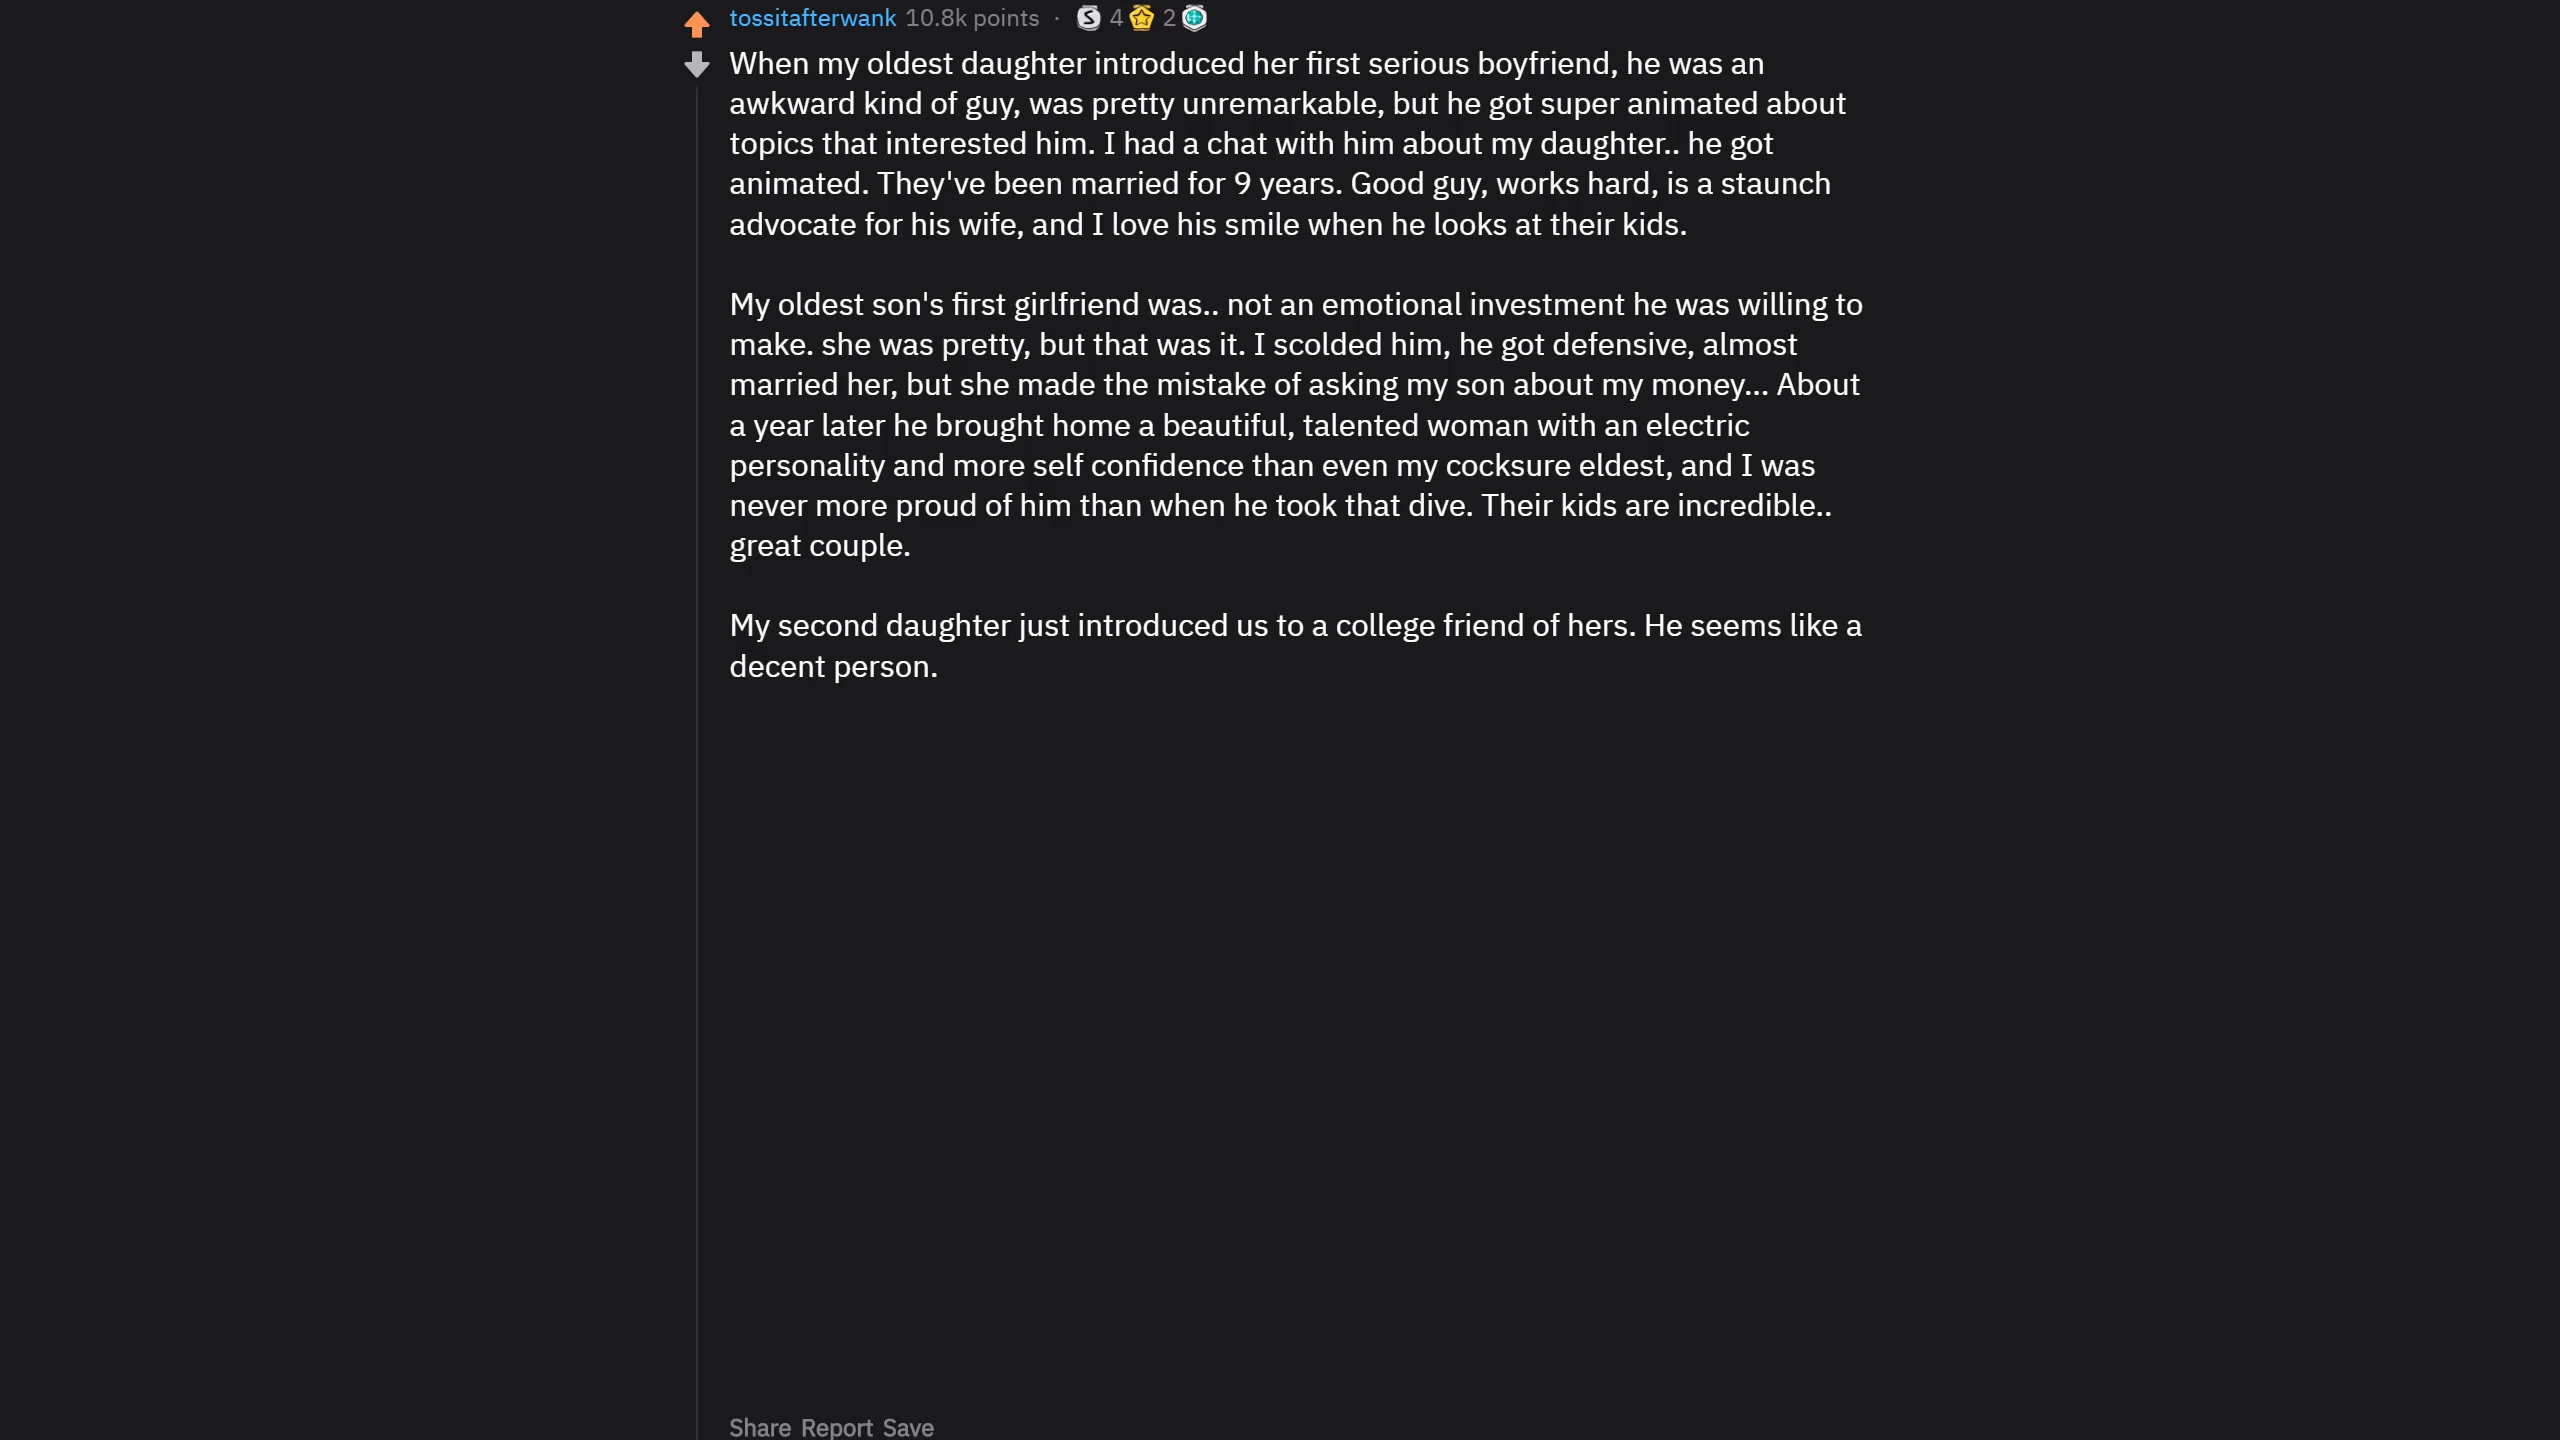 tossitafterwank 10.8k points · S 4 2
When my oldest daughter introduced her first serious boyfriend, he was an
awkward kind of guy, was pretty unremarkable, but he got super animated about
topics that interested him. I had a chat with him about my daughter.. he got
animated. They've been married for 9 years. Good guy, works hard, is a staunch
advocate for his wife, and I love his smile when he looks at their kids.
My oldest son's first girlfriend was.. not an emotional investment he was willing to
make. she was pretty, but that was it. I scolded him, he got defensive, almost
married her, but she made the mistake of asking my son about my money... About
a year later he brought home a beautiful, talented woman with an electric
personality and more self confidence than even my cocksure eldest, and I was
never more proud of him than when he took that dive. Their kids are incredible..
great couple.
My second daughter just introduced us to a college friend of hers. He seems like a
decent person.
Share Report Save